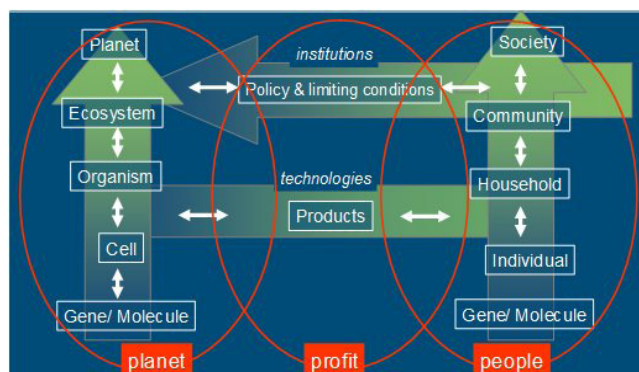 Planet
institutions
Society
Policy & limiting conditions
Ecosystem
Community
Organism
technologies
Household
Products
Cell
Individual
Gene/ Molecule
Gene/ Molecule
planet
profit
people